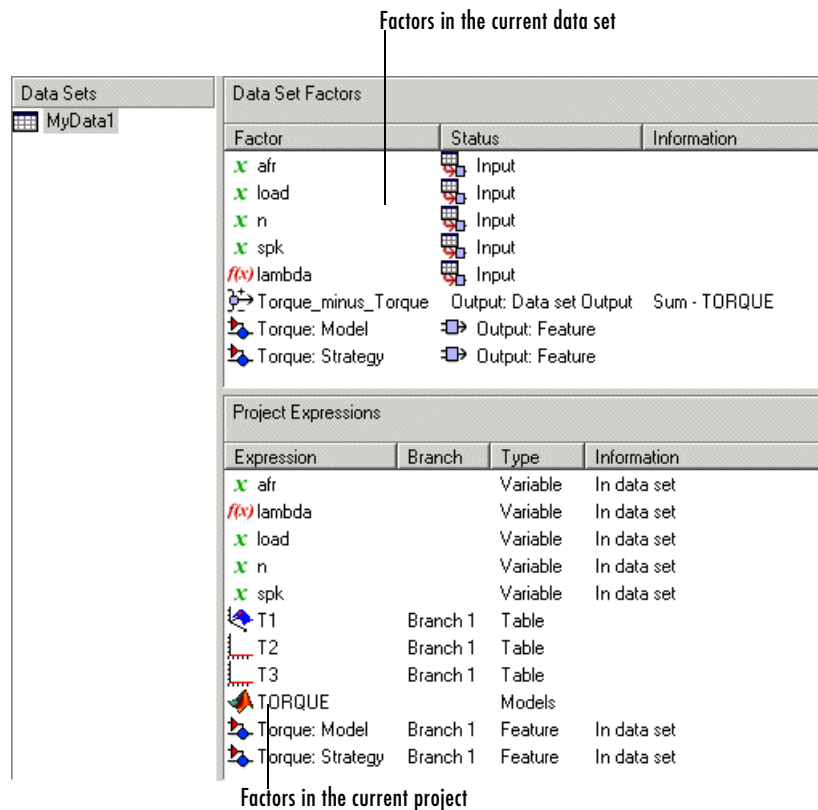 Factors in the current data set
Data Sets
MyData1
Data Set Factors
Factor Status Information
x afr Input
x load Input
x n Input
x spk Input
f(x) lambda Input
Torque_minus_Torque Output: Data set Output Sum - TORQUE
Torque: Model Output: Feature
Torque: Strategy Output: Feature
Project Expressions
Expression Branch Type Information
x afr Variable In data set
f(x) lambda Variable In data set
x load Variable In data set
x n Variable In data set
x spk Variable In data set
T1 Branch 1 Table
T2 Branch 1 Table
T3 Branch 1 Table
TORQUE Models
Torque: Model Branch 1 Feature In data set
Torque: Strategy Branch 1 Feature In data set
Factors in the current project